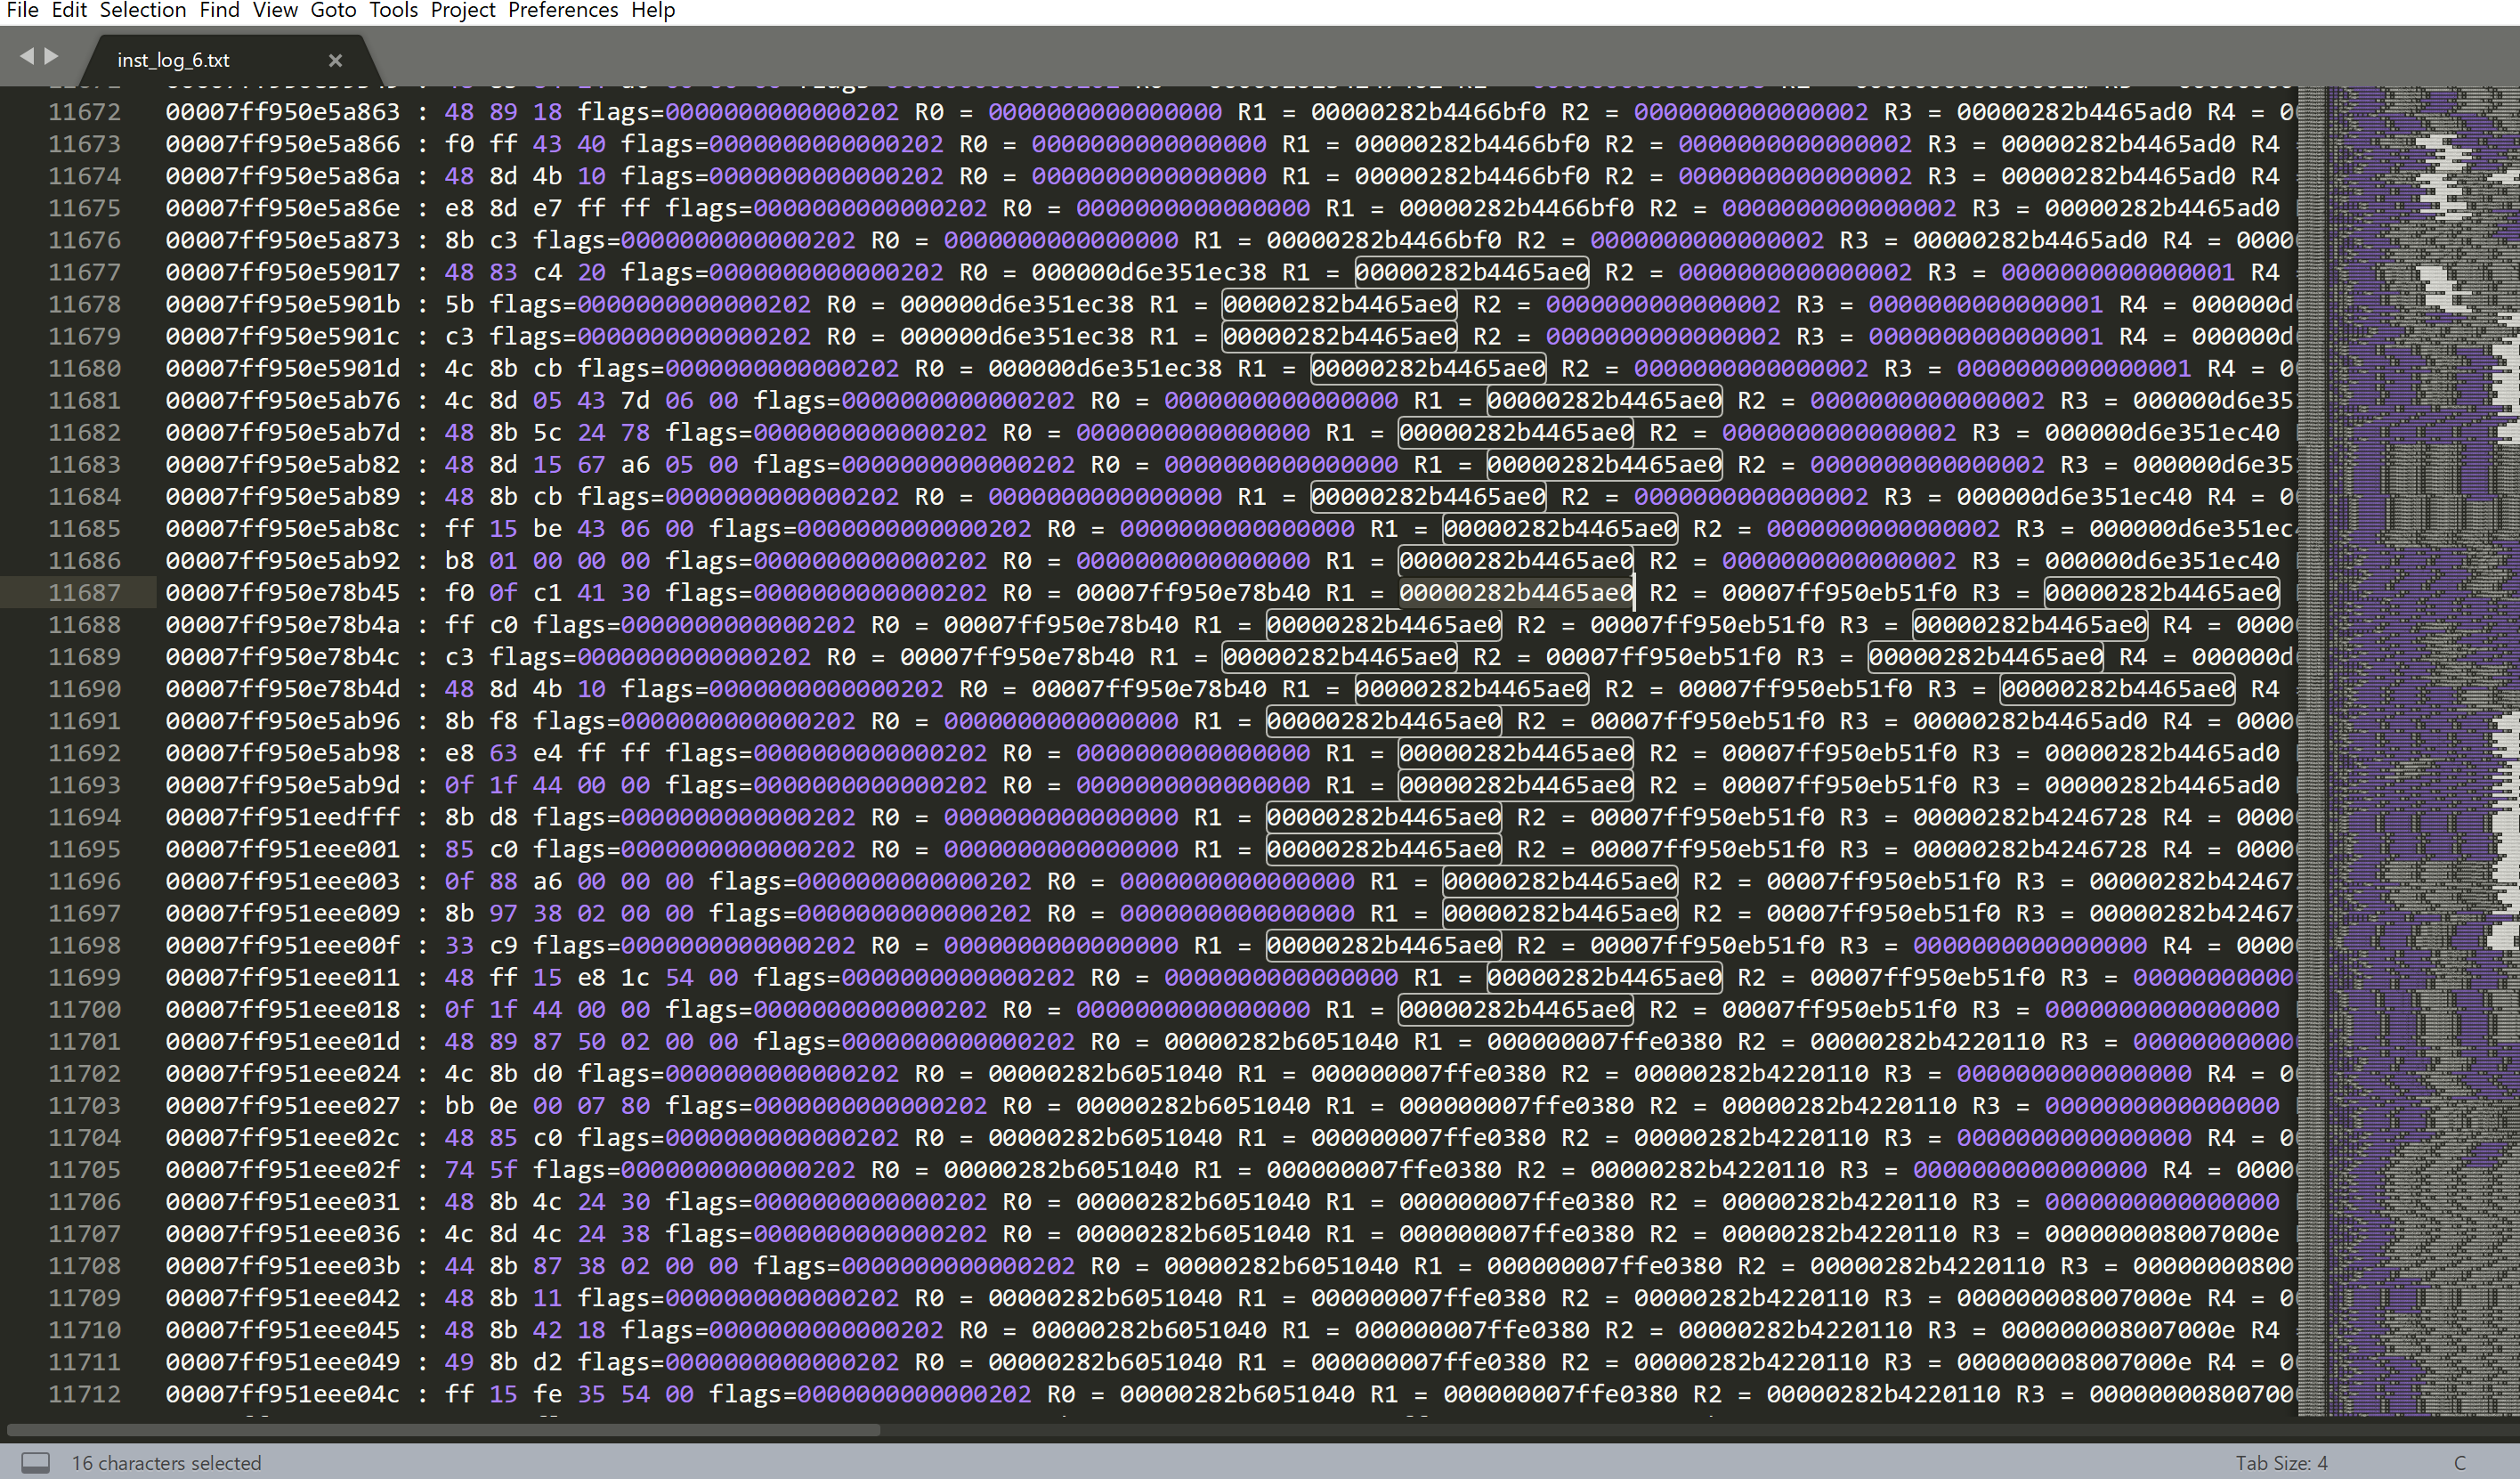 File Edit Selection Find View Goto Tools Project Preferences Help
inst_log_6.txt
11672 00007ff950e5a863 : 48 89 18 flags=0000000000000202 R0 = 0000000000000000 R1 = 00000282b4466bf0 R2 = 0000000000000002 R3 = 00000282b4465ad0 R4 = 0
11673 00007ff950e5a866 : f0 ff 43 40 flags=0000000000000202 R0 = 0000000000000000 R1 = 00000282b4466bf0 R2 = 0000000000000002 R3 = 00000282b4465ad0 R4
11674 00007ff950e5a86a : 48 8d 4b 10 flags=0000000000000202 R0 = 0000000000000000 R1 = 00000282b4466bf0 R2 = 0000000000000002 R3 = 00000282b4465ad0 R4
11675 00007ff950e5a86e : e8 8d e7 ff ff flags=0000000000000202 R0 = 0000000000000000 R1 = 00000282b4466bf0 R2 = 0000000000000002 R3 = 00000282b4465ad0
11676 00007ff950e5a873 : 8b c3 flags=0000000000000202 R0 = 0000000000000000 R1 = 00000282b4466bf0 R2 = 0000000000000002 R3 = 00000282b4465ad0 R4 = 0000
11677 00007ff950e59017 : 48 83 c4 20 flags=0000000000000202 R0 = 000000d6e351ec38 R1 = 00000282b4465ae0 R2 = 0000000000000002 R3 = 0000000000000001 R4
11678 00007ff950e5901b : 5b flags=0000000000000202 R0 = 000000d6e351ec38 R1 = 00000282b4465ae0 R2 = 0000000000000002 R3 = 0000000000000001 R4 = 000000d
11679 00007ff950e5901c : c3 flags=0000000000000202 R0 = 000000d6e351ec38 R1 = 00000282b4465ae0 R2 = 0000000000000002 R3 = 0000000000000001 R4 = 000000d
11680 00007ff950e5901d : 4c 8b cb flags=0000000000000202 R0 = 000000d6e351ec38 R1 = 00000282b4465ae0 R2 = 0000000000000002 R3 = 0000000000000001 R4 = 0
11681 00007ff950e5ab76 : 4c 8d 05 43 7d 06 00 flags=0000000000000202 R0 = 0000000000000000 R1 = 00000282b4465ae0 R2 = 0000000000000002 R3 = 000000d6e35
11682 00007ff950e5ab7d : 48 8b 5c 24 78 flags=0000000000000202 R0 = 0000000000000000 R1 = 00000282b4465ae0 R2 = 0000000000000002 R3 = 000000d6e351ec40
11683 00007ff950e5ab82 : 48 8d 15 67 a6 05 00 flags=0000000000000202 R0 = 0000000000000000 R1 = 00000282b4465ae0 R2 = 0000000000000002 R3 = 000000d6e35
11684 00007ff950e5ab89 : 48 8b cb flags=0000000000000202 R0 = 0000000000000000 R1 = 00000282b4465ae0 R2 = 0000000000000002 R3 = 000000d6e351ec40 R4 = 0
11685 00007ff950e5ab8c : ff 15 be 43 06 00 flags=0000000000000202 R0 = 0000000000000000 R1 = 00000282b4465ae0 R2 = 0000000000000002 R3 = 000000d6e351ec
11686 00007ff950e5ab92 : b8 01 00 00 00 flags=0000000000000202 R0 = 0000000000000000 R1 = 00000282b4465ae0 R2 = 0000000000000002 R3 = 000000d6e351ec40
11687 00007ff950e78b45 : f0 0f c1 41 30 flags=0000000000000202 R0 = 00007ff950e78b40 R1 = 00000282b4465ae0 R2 = 00007ff950eb51f0 R3 = 00000282b4465ae0
11688 00007ff950e78b4a : ff c0 flags=0000000000000202 R0 = 00007ff950e78b40 R1 = 00000282b4465ae0 R2 = 00007ff950eb51f0 R3 = 00000282b4465ae0 R4 = 0000
11689 00007ff950e78b4c : c3 flags=0000000000000202 R0 = 00007ff950e78b40 R1 = 00000282b4465ae0 R2 = 00007ff950eb51f0 R3 = 00000282b4465ae0 R4 = 000000d
11690 00007ff950e78b4d : 48 8d 4b 10 flags=0000000000000202 R0 = 00007ff950e78b40 R1 = 00000282b4465ae0 R2 = 00007ff950eb51f0 R3 = 00000282b4465ae0 R4
11691 00007ff950e5ab96 : 8b f8 flags=0000000000000202 R0 = 0000000000000000 R1 = 00000282b4465ae0 R2 = 00007ff950eb51f0 R3 = 00000282b4465ad0 R4 = 0000
11692 00007ff950e5ab98 : e8 63 e4 ff ff flags=0000000000000202 R0 = 0000000000000000 R1 = 00000282b4465ae0 R2 = 00007ff950eb51f0 R3 = 00000282b4465ad0
11693 00007ff950e5ab9d : 0f 1f 44 00 00 flags=0000000000000202 R0 = 0000000000000000 R1 = 00000282b4465ae0 R2 = 00007ff950eb51f0 R3 = 00000282b4465ad0
11694 00007ff951eedfff : 8b d8 flags=0000000000000202 R0 = 0000000000000000 R1 = 00000282b4465ae0 R2 = 00007ff950eb51f0 R3 = 00000282b4246728 R4 = 0000
11695 00007ff951eee001 : 85 c0 flags=0000000000000202 R0 = 0000000000000000 R1 = 00000282b4465ae0 R2 = 00007ff950eb51f0 R3 = 00000282b4246728 R4 = 0000
11696 00007ff951eee003 : 0f 88 a6 00 00 00 flags=0000000000000202 R0 = 0000000000000000 R1 = 00000282b4465ae0 R2 = 00007ff950eb51f0 R3 = 00000282b42467
11697 00007ff951eee009 : 8b 97 38 02 00 00 flags=0000000000000202 R0 = 0000000000000000 R1 = 00000282b4465ae0 R2 = 00007ff950eb51f0 R3 = 00000282b42467
11698 00007ff951eee00f : 33 c9 flags=0000000000000202 R0 = 0000000000000000 R1 = 00000282b4465ae0 R2 = 00007ff950eb51f0 R3 = 0000000000000000 R4 = 0000
11699 00007ff951eee011 : 48 ff 15 e8 1c 54 00 flags=0000000000000202 R0 = 0000000000000000 R1 = 00000282b4465ae0 R2 = 00007ff950eb51f0 R3 = 00000000000
11700 00007ff951eee018 : 0f 1f 44 00 00 flags=0000000000000202 R0 = 0000000000000000 R1 = 00000282b4465ae0 R2 = 00007ff950eb51f0 R3 = 0000000000000000
11701 00007ff951eee01d : 48 89 87 50 02 00 00 flags=0000000000000202 R0 = 00000282b6051040 R1 = 000000007ffe0380 R2 = 00000282b4220110 R3 = 00000000000
11702 00007ff951eee024 : 4c 8b d0 flags=0000000000000202 R0 = 00000282b6051040 R1 = 000000007ffe0380 R2 = 00000282b4220110 R3 = 0000000000000000 R4 = 0
11703 00007ff951eee027 : bb 0e 00 07 80 flags=0000000000000202 R0 = 00000282b6051040 R1 = 000000007ffe0380 R2 = 00000282b4220110 R3 = 0000000000000000
11704 00007ff951eee02c : 48 85 c0 flags=0000000000000202 R0 = 00000282b6051040 R1 = 000000007ffe0380 R2 = 00000282b4220110 R3 = 0000000000000000 R4 = 0
11705 00007ff951eee02f : 74 5f flags=0000000000000202 R0 = 00000282b6051040 R1 = 000000007ffe0380 R2 = 00000282b4220110 R3 = 0000000000000000 R4 = 0000
11706 00007ff951eee031 : 48 8b 4c 24 30 flags=0000000000000202 R0 = 00000282b6051040 R1 = 000000007ffe0380 R2 = 00000282b4220110 R3 = 0000000000000000
11707 00007ff951eee036 : 4c 8d 4c 24 38 flags=0000000000000202 R0 = 00000282b6051040 R1 = 000000007ffe0380 R2 = 00000282b4220110 R3 = 000000008007000e
11708 00007ff951eee03b : 44 8b 87 38 02 00 00 flags=0000000000000202 R0 = 00000282b6051040 R1 = 000000007ffe0380 R2 = 00000282b4220110 R3 = 00000000800
11709 00007ff951eee042 : 48 8b 11 flags=0000000000000202 R0 = 00000282b6051040 R1 = 000000007ffe0380 R2 = 00000282b4220110 R3 = 000000008007000e R4 = 0
11710 00007ff951eee045 : 48 8b 42 18 flags=0000000000000202 R0 = 00000282b6051040 R1 = 000000007ffe0380 R2 = 00000282b4220110 R3 = 000000008007000e R4
11711 00007ff951eee049 : 49 8b d2 flags=0000000000000202 R0 = 00000282b6051040 R1 = 000000007ffe0380 R2 = 00000282b4220110 R3 = 000000008007000e R4 = 0
11712 00007ff951eee04c : ff 15 fe 35 54 00 flags=0000000000000202 R0 = 00000282b6051040 R1 = 000000007ffe0380 R2 = 00000282b4220110 R3 = 00000000800700
16 characters selected Tab Size: 4 C